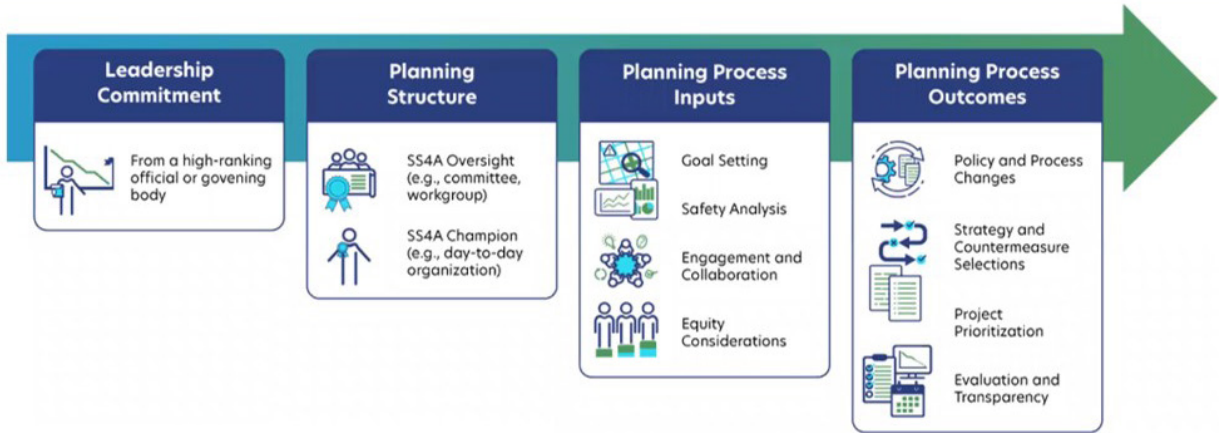 Leadership
Commitment
From a high-ranking
official or govening
body
Planning
Structure
SS4A Oversight
(e.g., committee,
workgroup)
SS4A Champion
(e.g., day-to-day
organization)
Planning Process
Inputs
Goal Setting
Safety Analysis
Engagement and
Collaboration
Equity
Considerations
Planning Process
Outcomes
Policy and Process
Changes
Strategy and
Countermeasure
Selections
Project
Prioritization
Evaluation and
Transparency